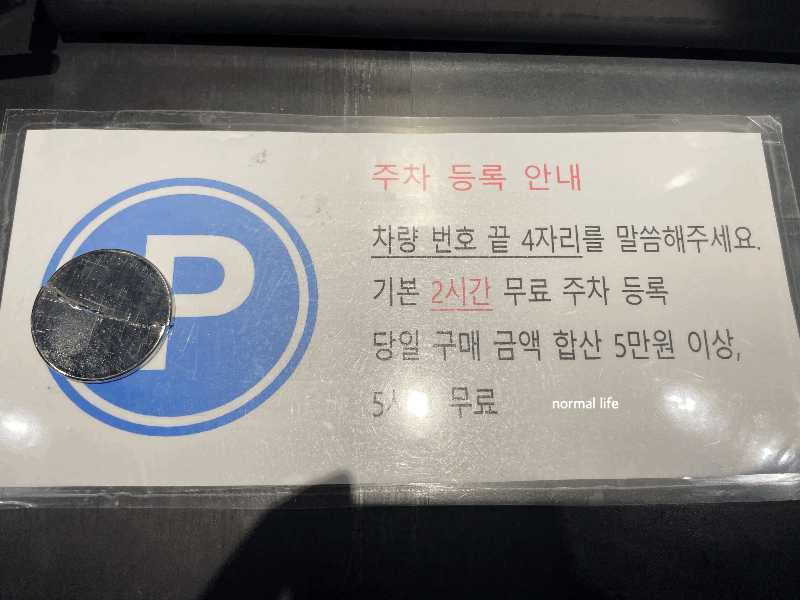 P
주차 등록 안내
차량 번호 끝 4자리를 말씀해주세요.
기본 2시간 무료 주차 등록
당일 구매 금액 합산 5만원 이상,
무료
normal life